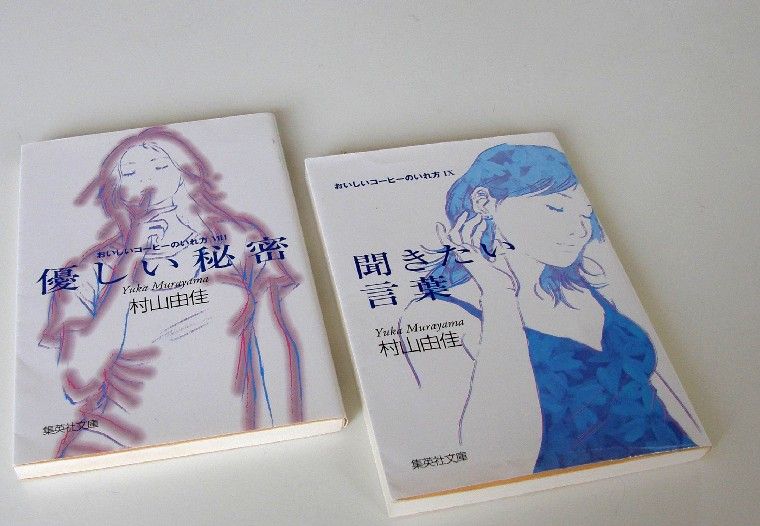 おいしいコーヒーのいれ方 VIII
優しい秘密
Yuka Murayama
村山由佳
集英社文庫
おいしいコーヒーのいれ方 IX
聞きたい
言葉
Yuka Murayama
村山由佳
集英社文庫